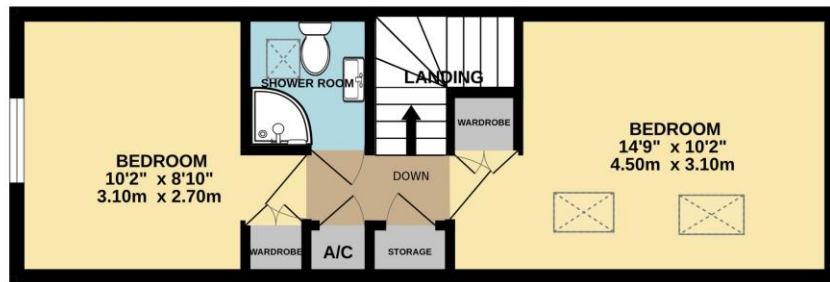 SHOWER ROOM
LANDING
WARDROBE
BEDROOM
14'9" x 10'2"
4.50m x 3.10m
BEDROOM
10'2" x 8'10"
3.10m x 2.70m
DOWN
WARDROBE
A/C
STORAGE